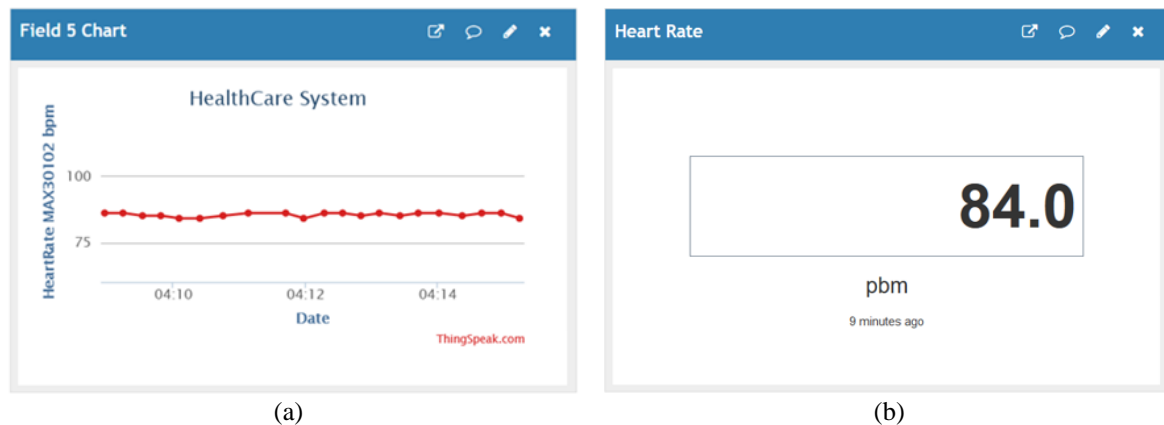 Field 5 Chart
HealthCare System
HeartRate MAX30102 bpm
100
75
04:10 04:12 04:14
Date
ThingSpeak.com
(a)
Heart Rate
84.0
pbm
9 minutes ago
(b)